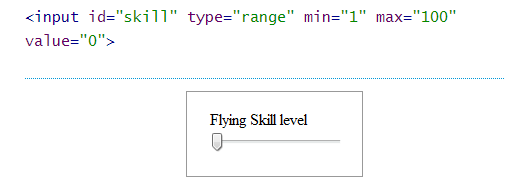 <input id="skill" type="range" min="1" max="100"
value="0">
Flying Skill level